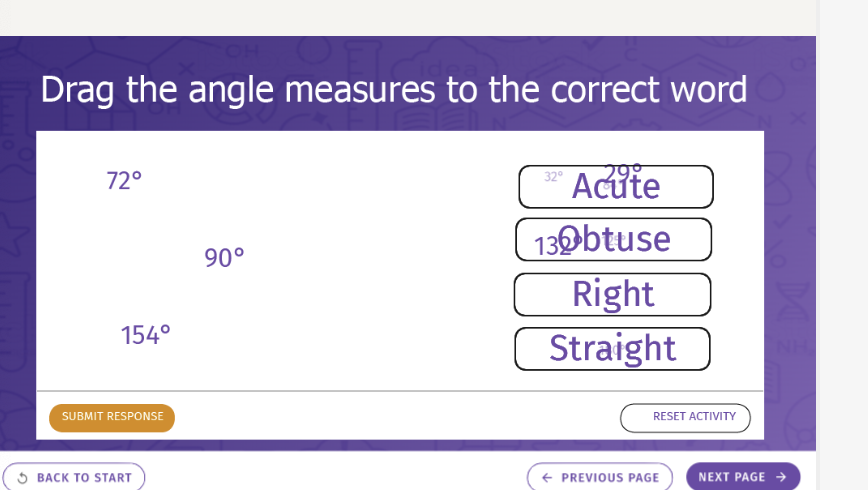 Drag the angle measures to the correct word
72°
90°
154°
32°
29°
Acute
132°
Obtuse
Right
Straight
SUBMIT RESPONSE
RESET ACTIVITY
BACK TO START
PREVIOUS PAGE
NEXT PAGE